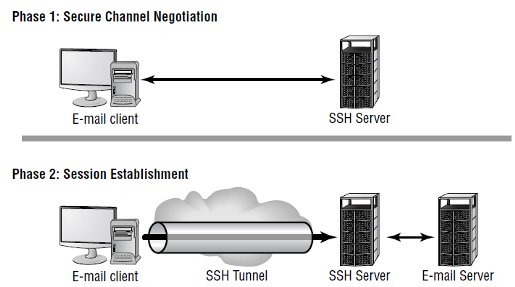 Phase 1: Secure Channel Negotiation
E-mail client
SSH Server
Phase 2: Session Establishment
E-mail client
SSH Tunnel
SSH Server
E-mail Server